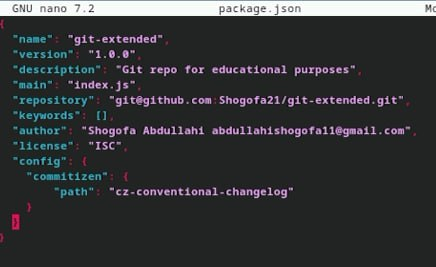 GNU nano 7.2 package.json Mo
{
"name": "git-extended",
"version": "1.0.0",
"description": "Git repo for educational purposes",
"main": "index.js",
"repository": "git@github.com:Shogofa21/git-extended.git",
"keywords": [],
"author": "Shogofa Abdullahi abdullahishogofa11@gmail.com",
"license": "ISC",
"config": {
"commitizen": {
"path": "cz-conventional-changelog"
}
}
}